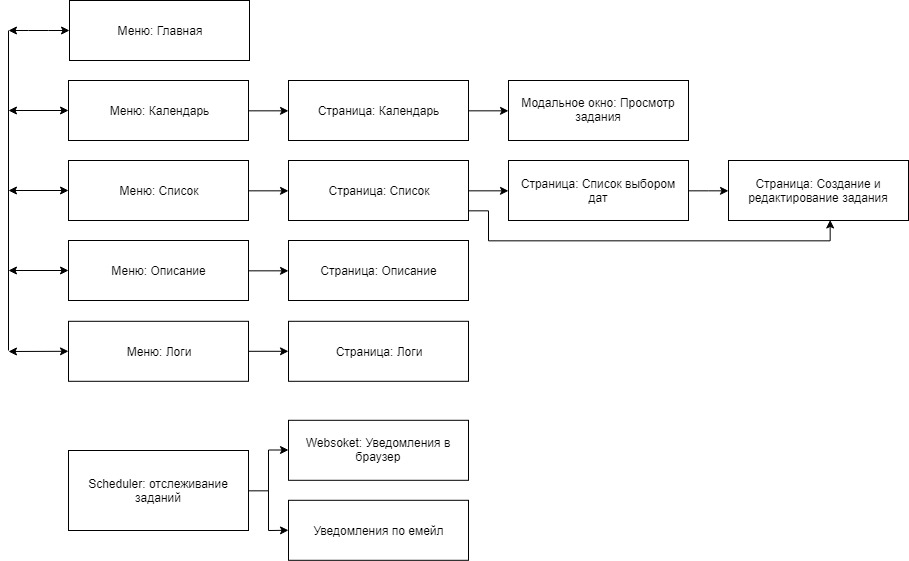 Меню: Главная
Меню: Календарь
Страница: Календарь
Модальное окно: Просмотр
задания
Меню: Список
Страница: Список
Страница: Список выбором
дат
Страница: Создание и
редактирование задания
Меню: Описание
Страница: Описание
Меню: Логи
Страница: Логи
Scheduler: отслеживание
заданий
Websoket: Уведомления в
браузер
Уведомления по емейл